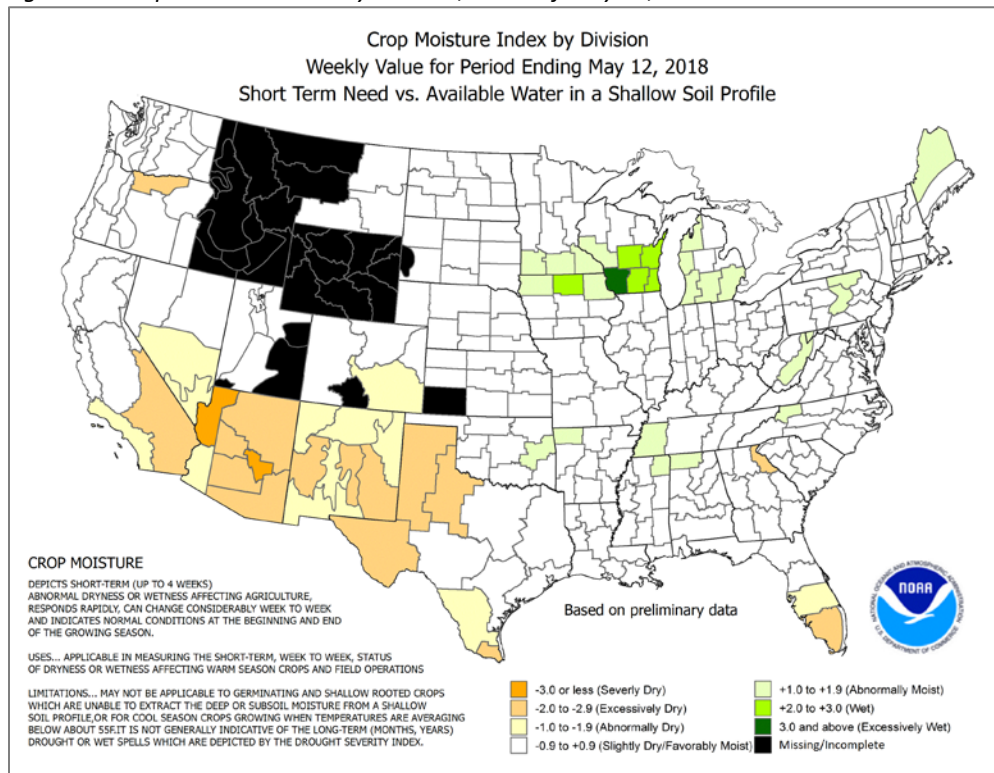 Crop Moisture Index by Division
Weekly Value for Period Ending May 12, 2018
Short Term Need vs. Available Water in a Shallow Soil Profile
CROP MOISTURE
DEPICTS SHORT-TERM (UP TO 4 WEEKS)
ABNORMAL DRYNESS OR WETNESS AFFECTING AGRICULTURE,
RESPONDS RAPIDLY, CAN CHANGE CONSIDERABLY WEEK TO WEEK
AND INDICATES NORMAL CONDITIONS AT THE BEGINNING AND END
OF THE GROWING SEASON.
USES... APPLICABLE IN MEASURING THE SHORT-TERM, WEEK TO WEEK, STATUS
OF DRYNESS OR WETNESS AFFECTING WARM SEASON CROPS AND FIELD OPERATIONS
LIMITATIONS... MAY NOT BE APPLICABLE TO GERMINATING AND SHALLOW ROOTED CROPS
WHICH ARE UNABLE TO EXTRACT THE DEEP OR SUBSOIL MOISTURE FROM A SHALLOW
SOIL PROFILE,OR FOR COOL SEASON CROPS GROWING WHEN TEMPERATURES ARE AVERAGING
BELOW ABOUT 55F.IT IS NOT GENERALLY INDICATIVE OF THE LONG-TERM (MONTHS, YEARS)
DROUGHT OR WET SPELLS WHICH ARE DEPICTED BY THE DROUGHT SEVERITY INDEX.
Based on preliminary data
NATIONAL OCEANIC AND ATMOSPHERIC ADMINISTRATION
NOAA
U.S. DEPARTMENT OF COMMERCE
-3.0 or less (Severly Dry)
-2.0 to -2.9 (Excessively Dry)
-1.0 to -1.9 (Abnormally Dry)
-0.9 to +0.9 (Slightly Dry/Favorably Moist)
+1.0 to +1.9 (Abnormally Moist)
+2.0 to +3.0 (Wet)
3.0 and above (Excessively Wet)
Missing/Incomplete